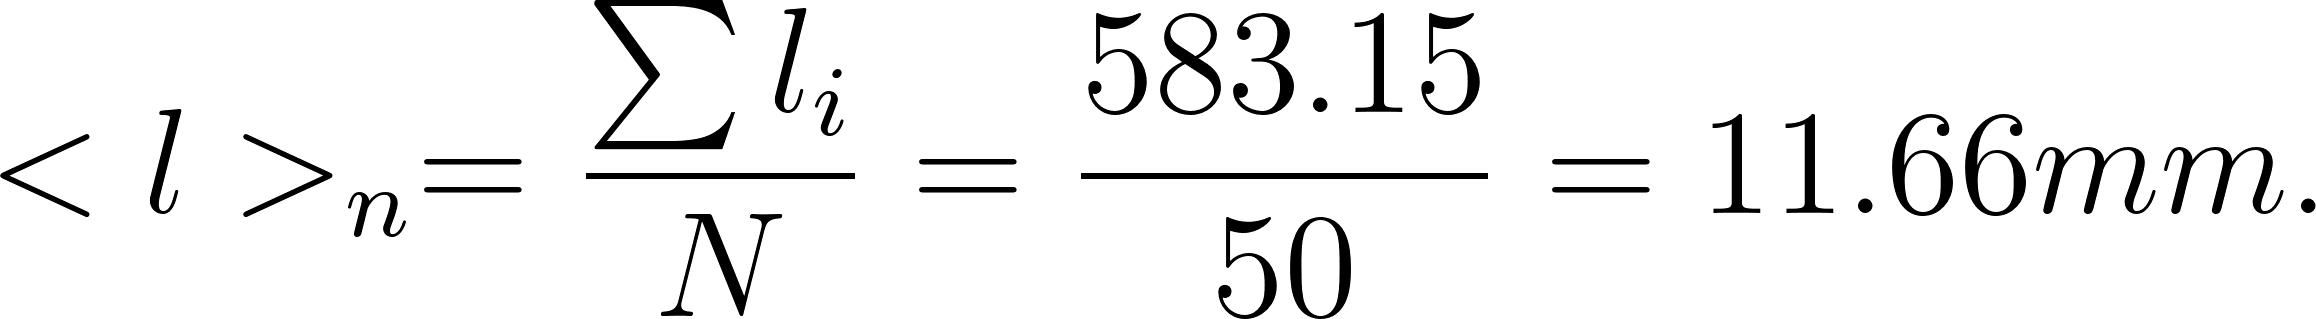 < l >_n = \frac{\sum l_i}{N} = \frac{583.15}{50} = 11.66mm.